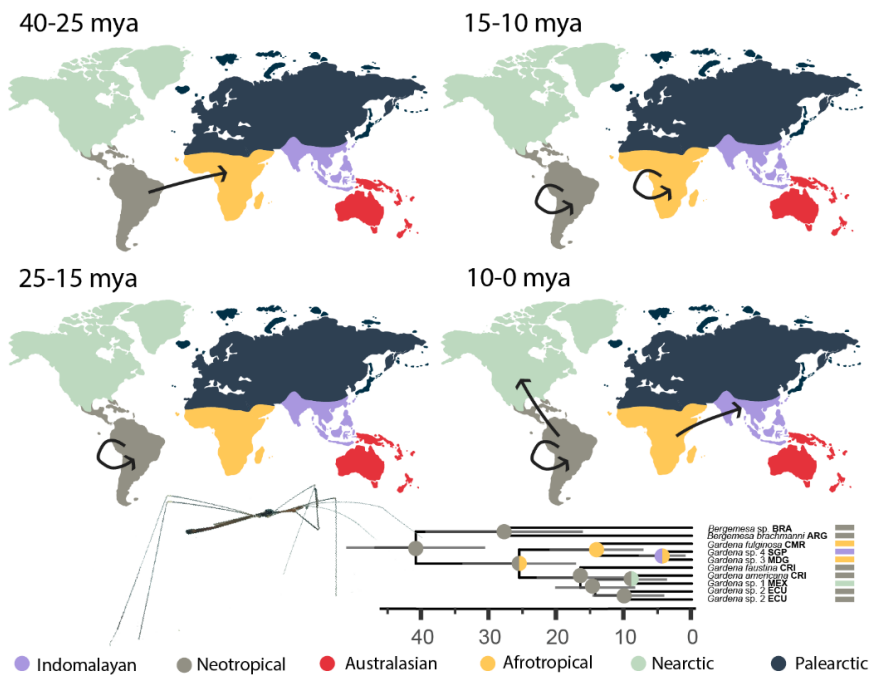 40-25 mya
15-10 mya
25-15 mya
10-0 mya
Bergemesa sp. BRA
Bergemesa brachmanni ARG
Gardena fulginosa CMR
Gardena sp. 4 SGP
Gardena sp. 3 MDG
Gardena faustina CRI
Gardena americana CRI
Gardena sp. 1 MEX
Gardena sp. 2 ECU
Gardena sp. 2 ECU
40 30 20 10 0
Indomalayan Neotropical Australasian Afrotropical Nearctic Palearctic